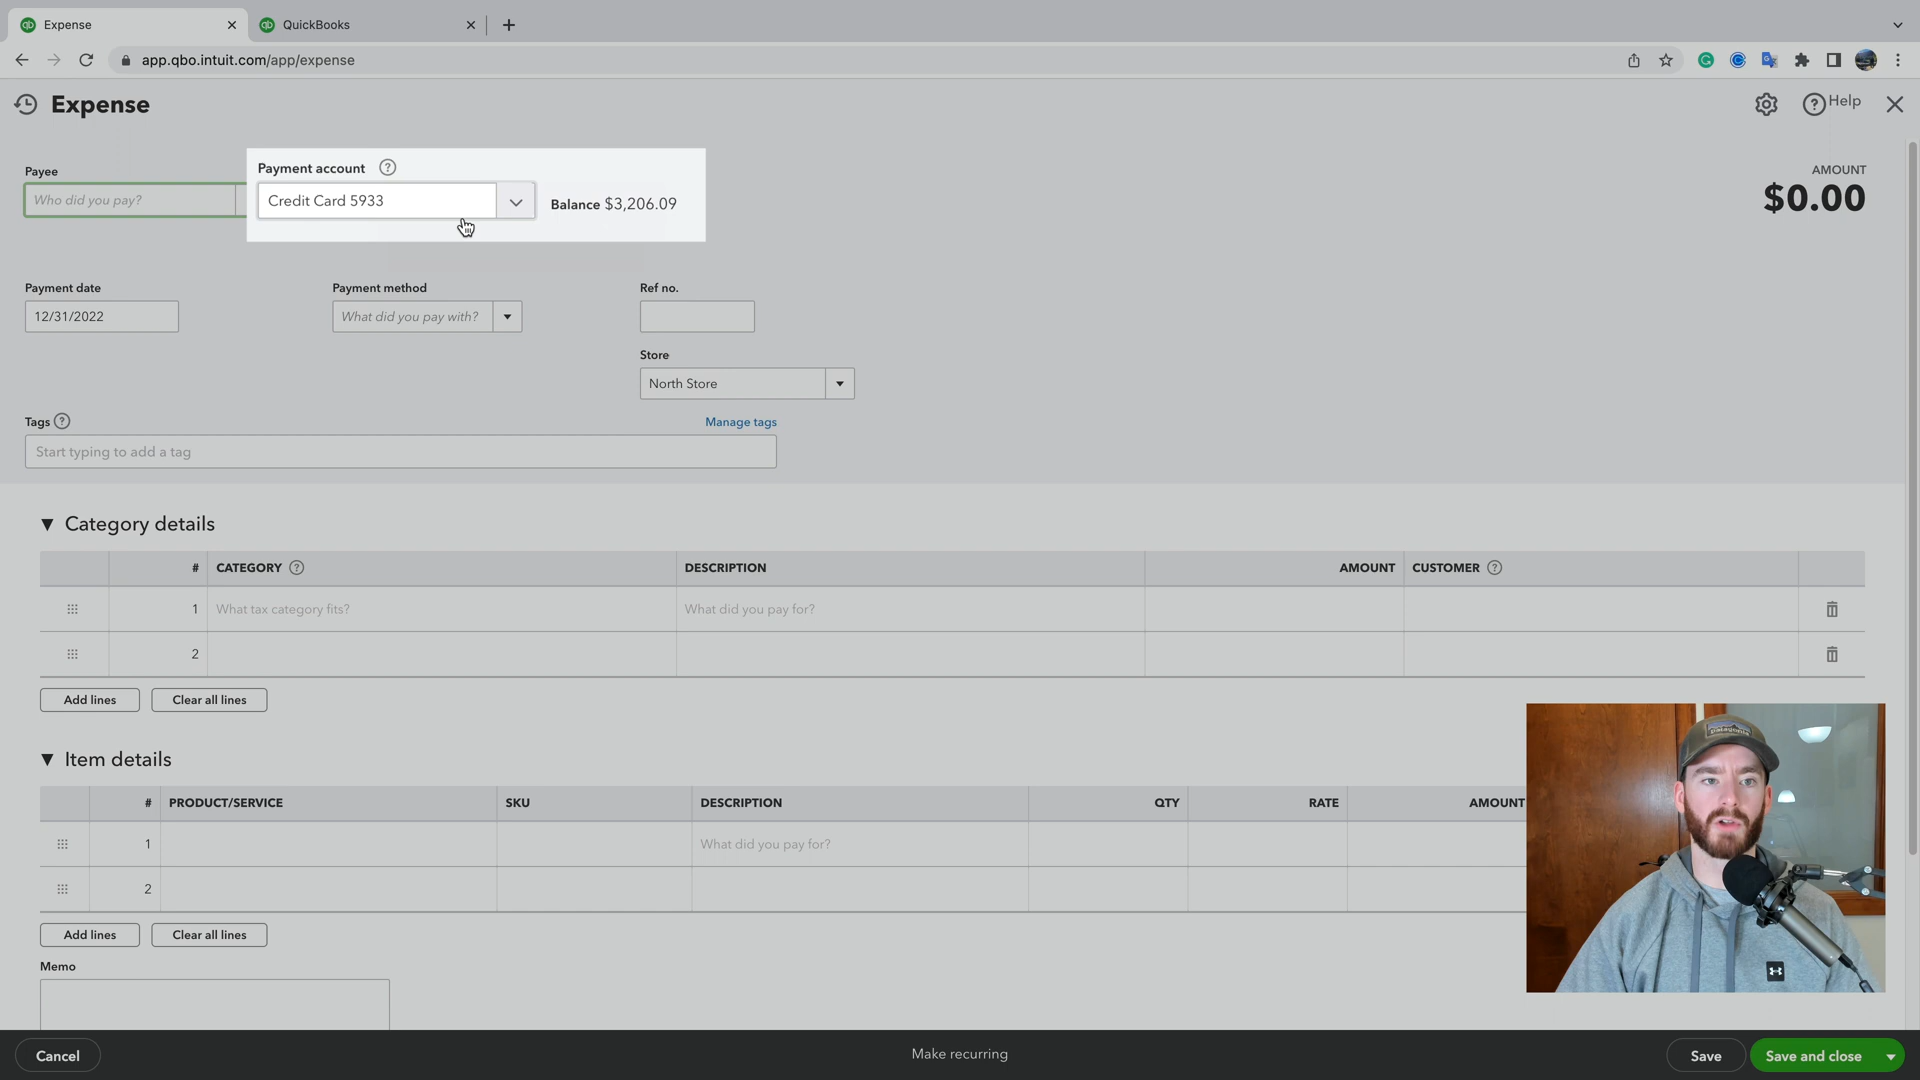 Expense
QuickBooks
app.qbo.intuit.com/app/expense
Expense
Help
Payee
Who did you pay?
Payment account
Credit Card 5933
Balance $3,206.09
AMOUNT
$0.00
Payment date
12/31/2022
Payment method
What did you pay with?
Ref no.
Store
North Store
Tags
Manage tags
Start typing to add a tag
Category details
# CATEGORY DESCRIPTION AMOUNT CUSTOMER
1 What tax category fits? What did you pay for?
2
Add lines Clear all lines
Item details
# PRODUCT/SERVICE SKU DESCRIPTION QTY RATE AMOUNT
1 What did you pay for?
2
Add lines Clear all lines
Memo
patagonia
Cancel
Make recurring
Save
Save and close